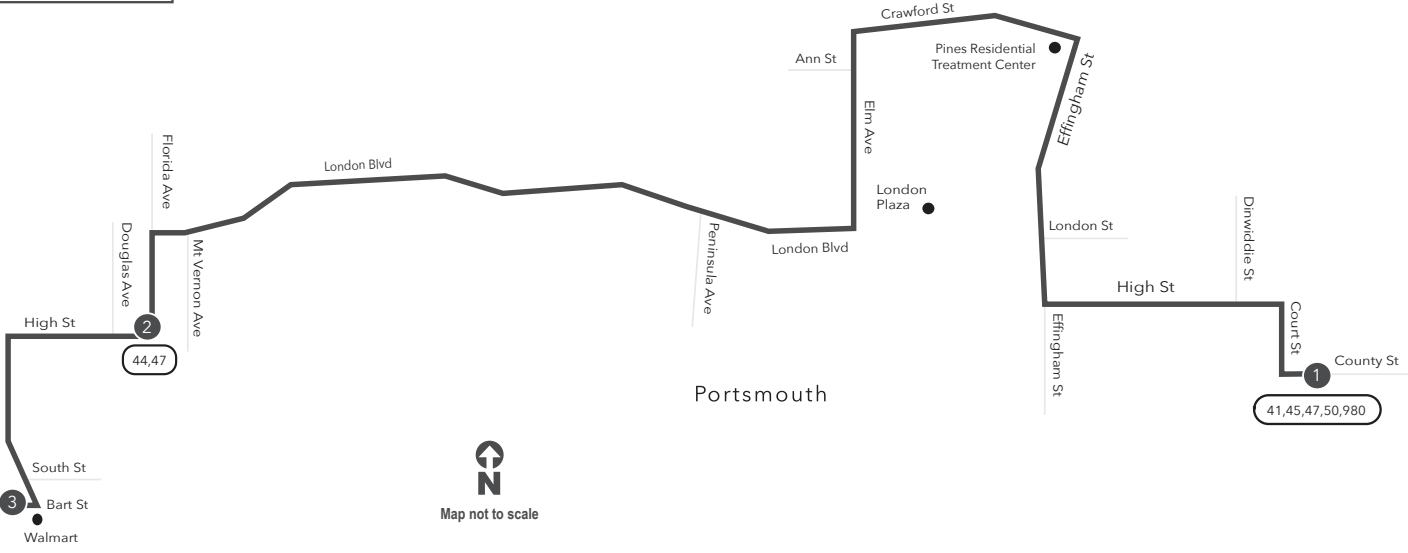 Crawford St
Pines Residential
Treatment Center
Ann St
Effingham St
Elm Ave
Florida Ave
London Blvd
London
Plaza
Dinwiddie St
London St
Douglas Ave
Mt Vernon Ave
Peninsula Ave
London Blvd
High St
High St
2
44,47
Effingham St
Court St
County St
1
41,45,47,50,980
Portsmouth
South St
3
Bart St
Walmart
N
Map not to scale